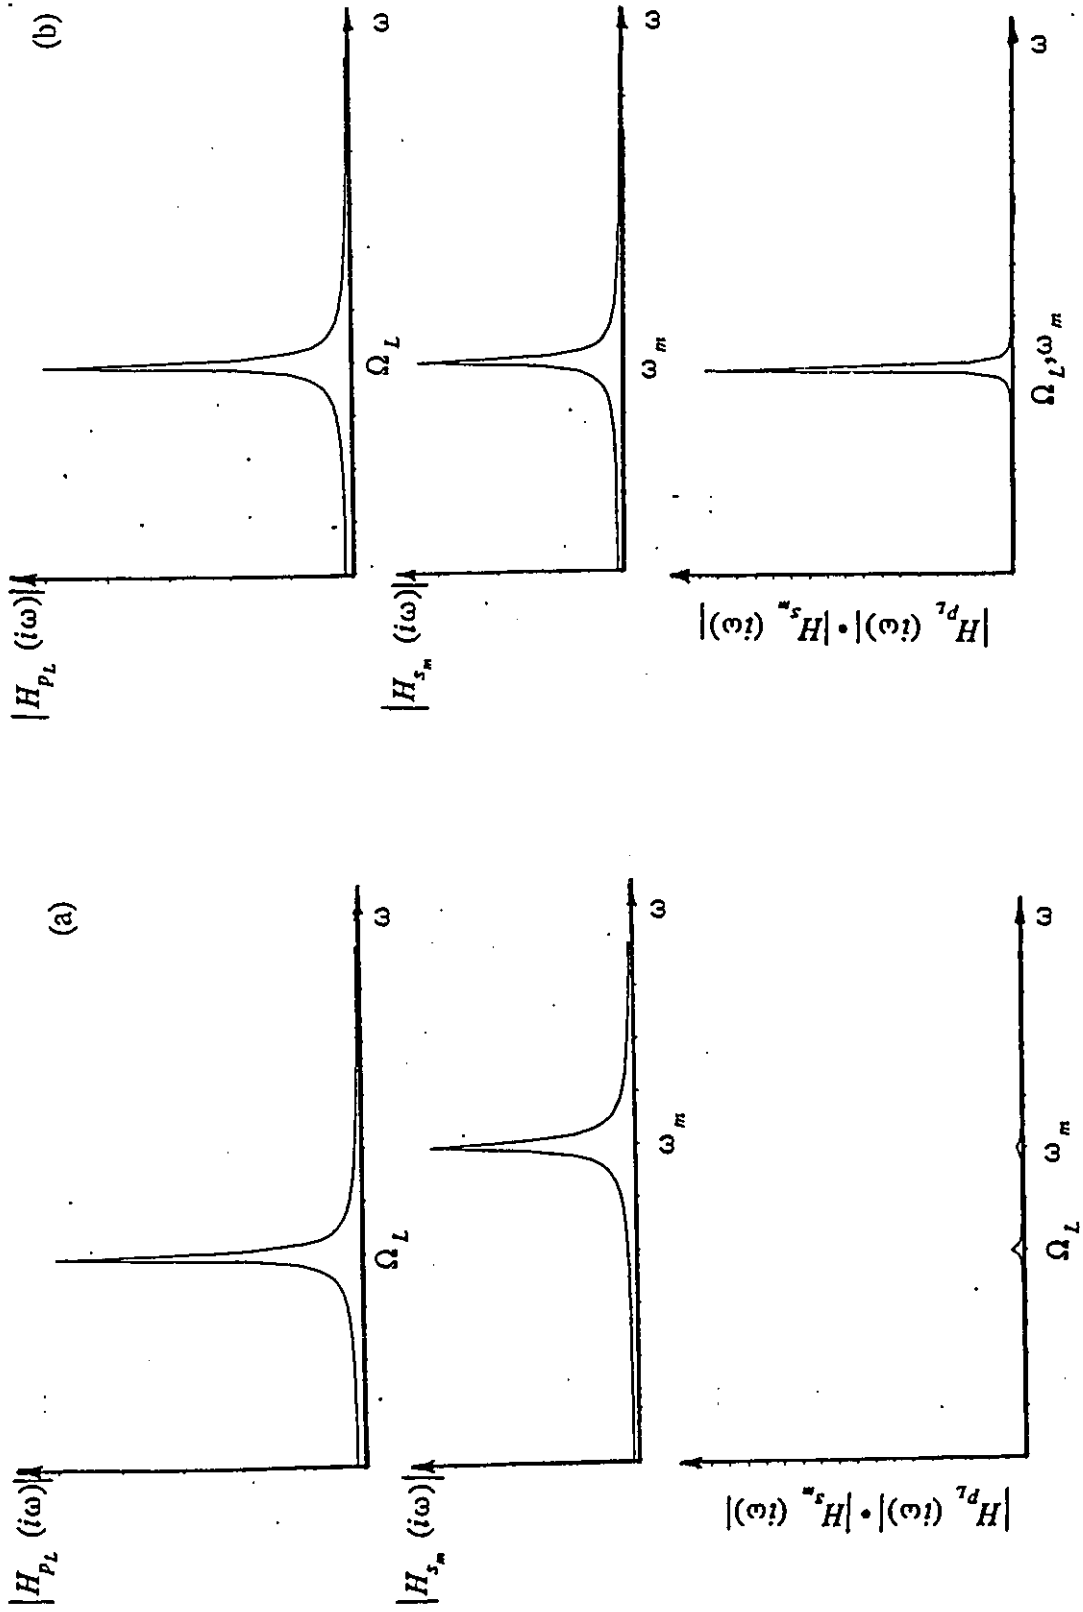 (a)
|H_{p_L} (iω)|
ω
Ω_L
|H_{s_m} (iω)|
ω
ω_m
|H_{p_L} (iω)| • |H_{s_m} (iω)|
ω
Ω_L
ω_m
(b)
|H_{p_L} (iω)|
ω
Ω_L
|H_{s_m} (iω)|
ω
ω_m
|H_{p_L} (iω)| • |H_{s_m} (iω)|
ω
Ω_L, ω_m